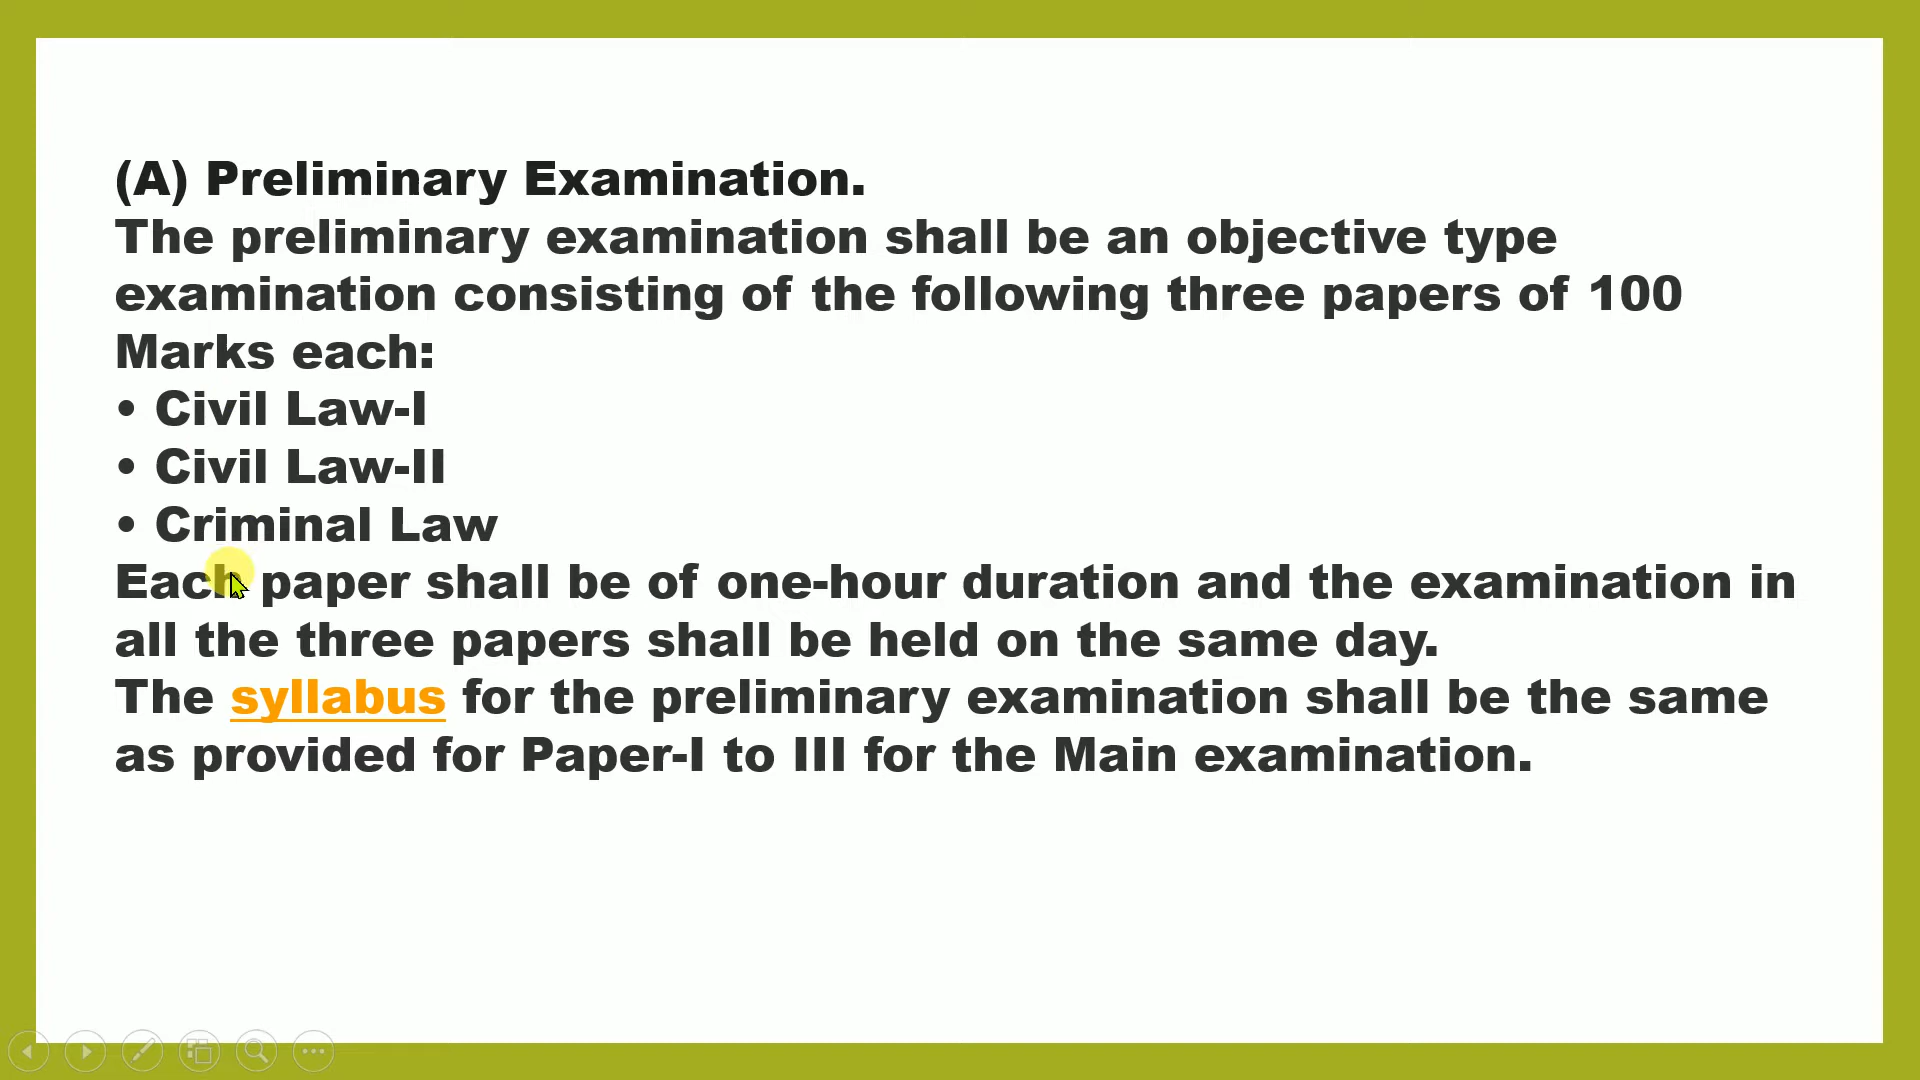 (A) Preliminary Examination.
The preliminary examination shall be an objective type
examination consisting of the following three papers of 100
Marks each:
• Civil Law-I
• Civil Law-II
• Criminal Law
Each paper shall be of one-hour duration and the examination in
all the three papers shall be held on the same day.
The syllabus for the preliminary examination shall be the same
as provided for Paper-I to III for the Main examination.